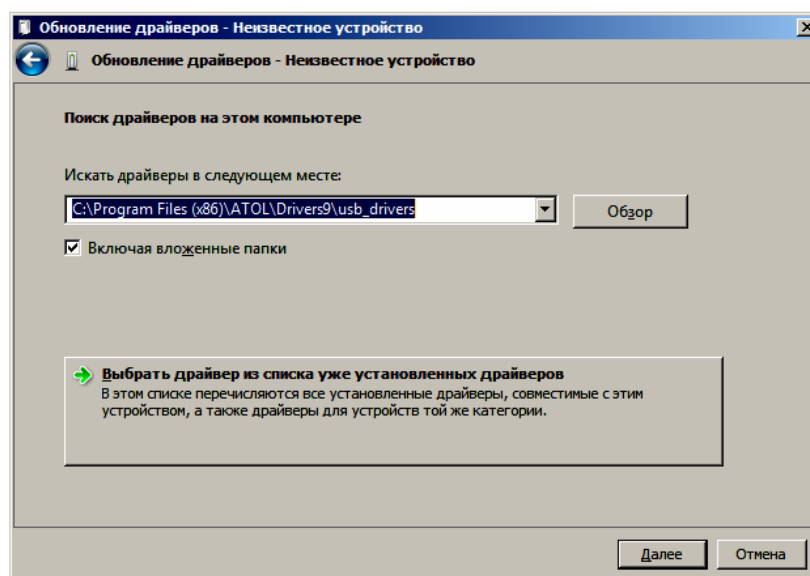 Обновление драйверов - Неизвестное устройство
Обновление драйверов - Неизвестное устройство
Поиск драйверов на этом компьютере
Искать драйверы в следующем месте:
C:\Program Files (x86)\ATOL\Drivers9\usb_drivers
Обзор
Включая вложенные папки
Выбрать драйвер из списка уже установленных драйверов
В этом списке перечисляются все установленные драйверы, совместимые с этим
устройством, а также драйверы для устройств той же категории.
Далее
Отмена